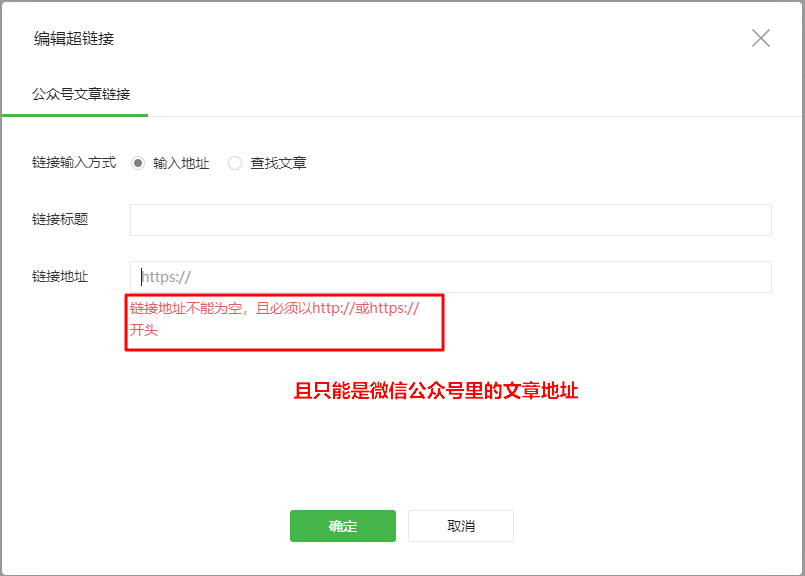 编辑超链接
公众号文章链接
链接输入方式 输入地址 查找文章
链接标题
链接地址 https://
链接地址不能为空，且必须以http://或https://
开头
且只能是微信公众号里的文章地址
确定 取消